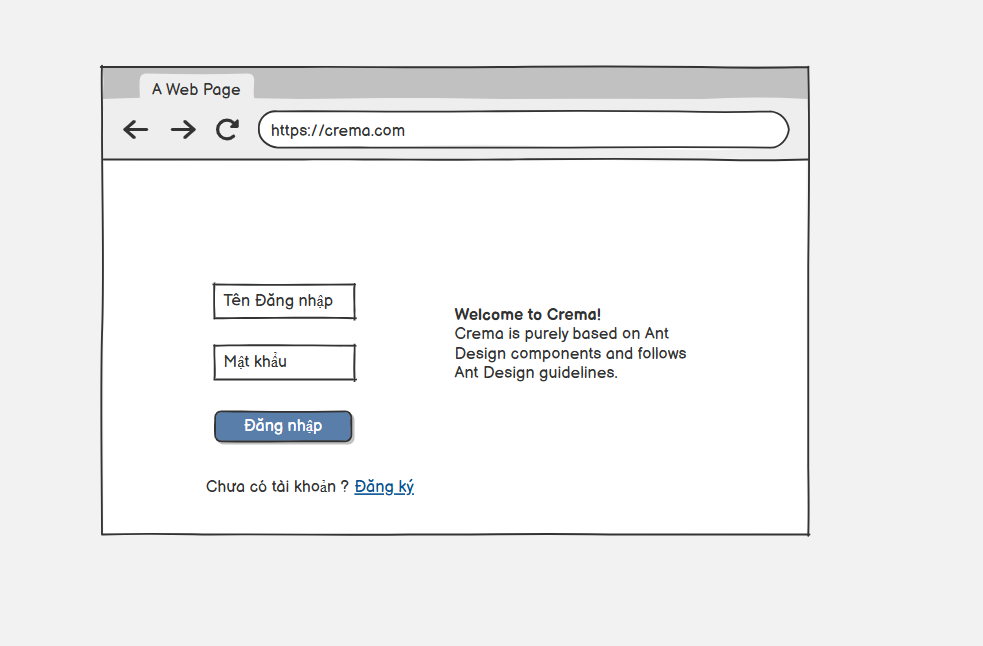 A Web Page
https://crema.com
Tên Đăng nhập
Mật khẩu
Đăng nhập
Chưa có tài khoản ? Đăng ký
Welcome to Crema!
Crema is purely based on Ant
Design components and follows
Ant Design guidelines.